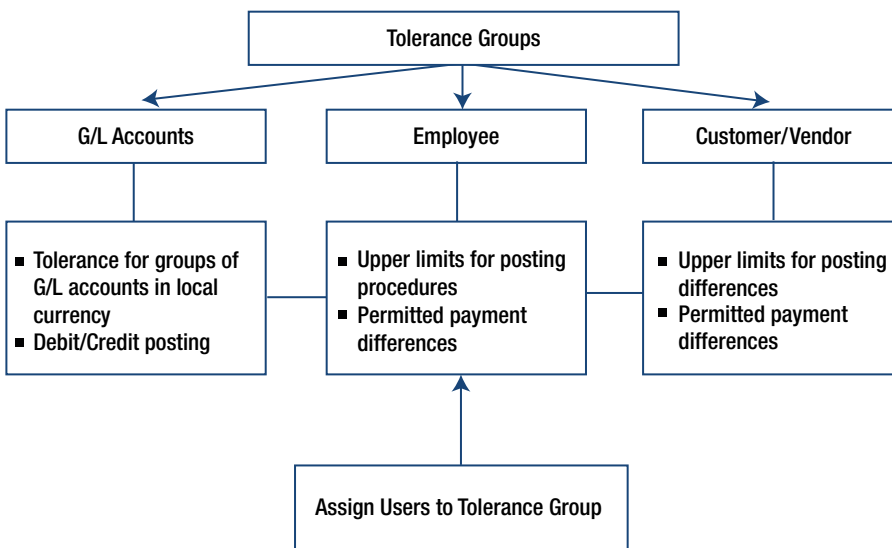 Tolerance Groups
G/L Accounts
Employee
Customer/Vendor
▪ Tolerance for groups of
G/L accounts in local
currency
▪ Debit/Credit posting
▪ Upper limits for posting
procedures
▪ Permitted payment
differences
▪ Upper limits for posting
differences
▪ Permitted payment
differences
Assign Users to Tolerance Group